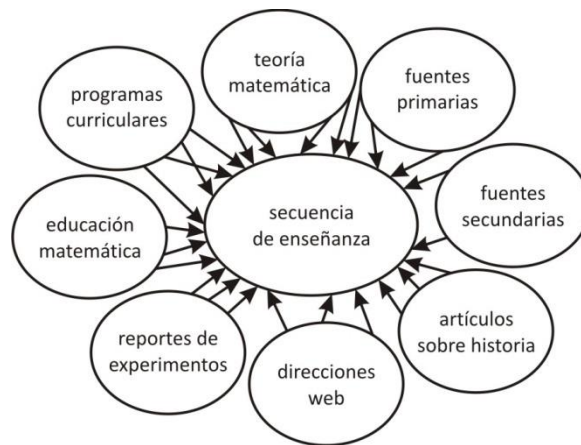 teoría
matemática
fuentes
primarias
programas
curriculares
fuentes
secundarias
secuencia
de enseñanza
educación
matemática
artículos
sobre historia
reportes de
experimentos
direcciones
web